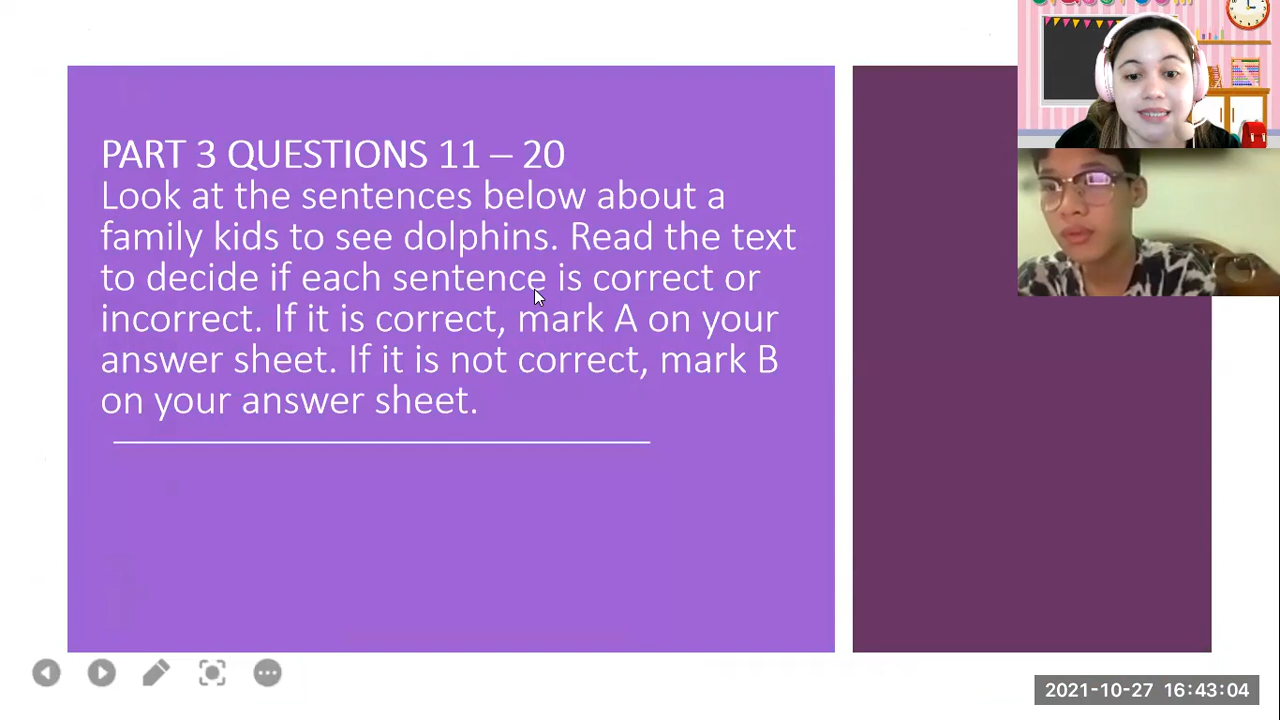 PART 3 QUESTIONS 11 – 20
Look at the sentences below about a
family kids to see dolphins. Read the text
to decide if each sentence is correct or
incorrect. If it is correct, mark A on your
answer sheet. If it is not correct, mark B
on your answer sheet.
2021-10-27 16:43:04